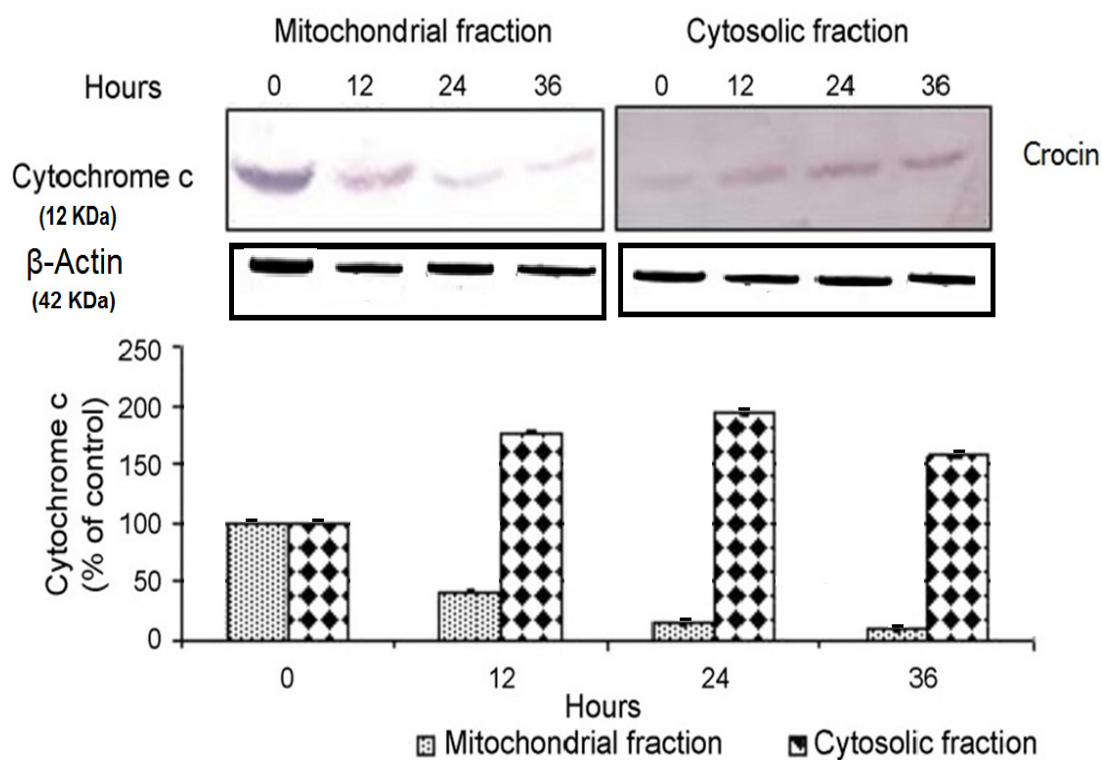 Mitochondrial fraction Cytosolic fraction
Hours 0 12 24 36 0 12 24 36
Crocin
Cytochrome c
(12 KDa)
β-Actin
(42 KDa)
Cytochrome c
(% of control)
250
200
150
100
50
0
0 12 24 36
Hours
Mitochondrial fraction Cytosolic fraction